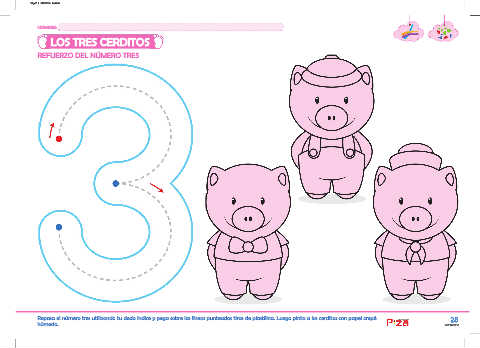 LOS TRES CERDITOS
REFUERZO DEL NÚMERO TRES
Repasa el número tres utilizando tu dedo índice y pega sobre las líneas punteadas tiras de plastilina. Luego pinta a los cerditos con papel crepé
húmedo.
28